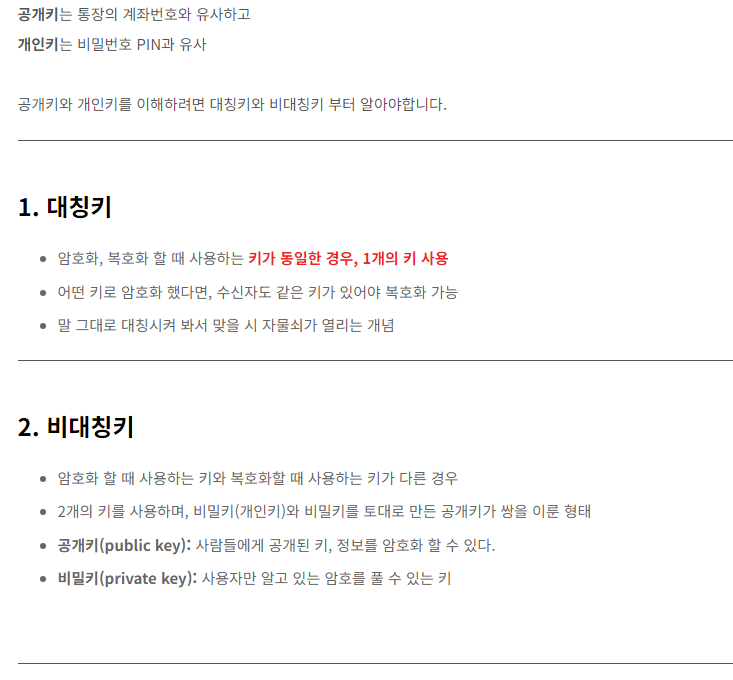 공개키는 통장의 계좌번호와 유사하고
개인키는 비밀번호 PIN과 유사
공개키와 개인키를 이해하려면 대칭키와 비대칭키 부터 알아야합니다.
1. 대칭키
암호화, 복호화 할 때 사용하는 키가 동일한 경우, 1개의 키 사용
어떤 키로 암호화 했다면, 수신자도 같은 키가 있어야 복호화 가능
말 그대로 대칭시켜 봐서 맞을 시 자물쇠가 열리는 개념
2. 비대칭키
암호화 할 때 사용하는 키와 복호화할 때 사용하는 키가 다른 경우
2개의 키를 사용하며, 비밀키(개인키)와 비밀키를 토대로 만든 공개키가 쌍을 이룬 형태
공개키(public key): 사람들에게 공개된 키, 정보를 암호화 할 수 있다.
비밀키(private key): 사용자만 알고 있는 암호를 풀 수 있는 키